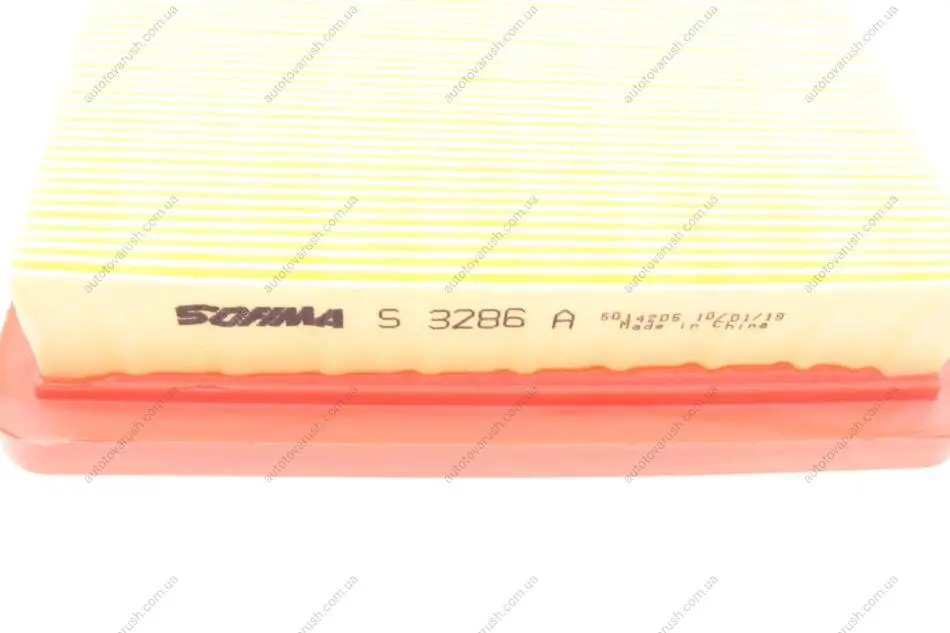 SOFIMA S 3286 A 5014205 10/01/19
Made in China
autotovarush.com.ua